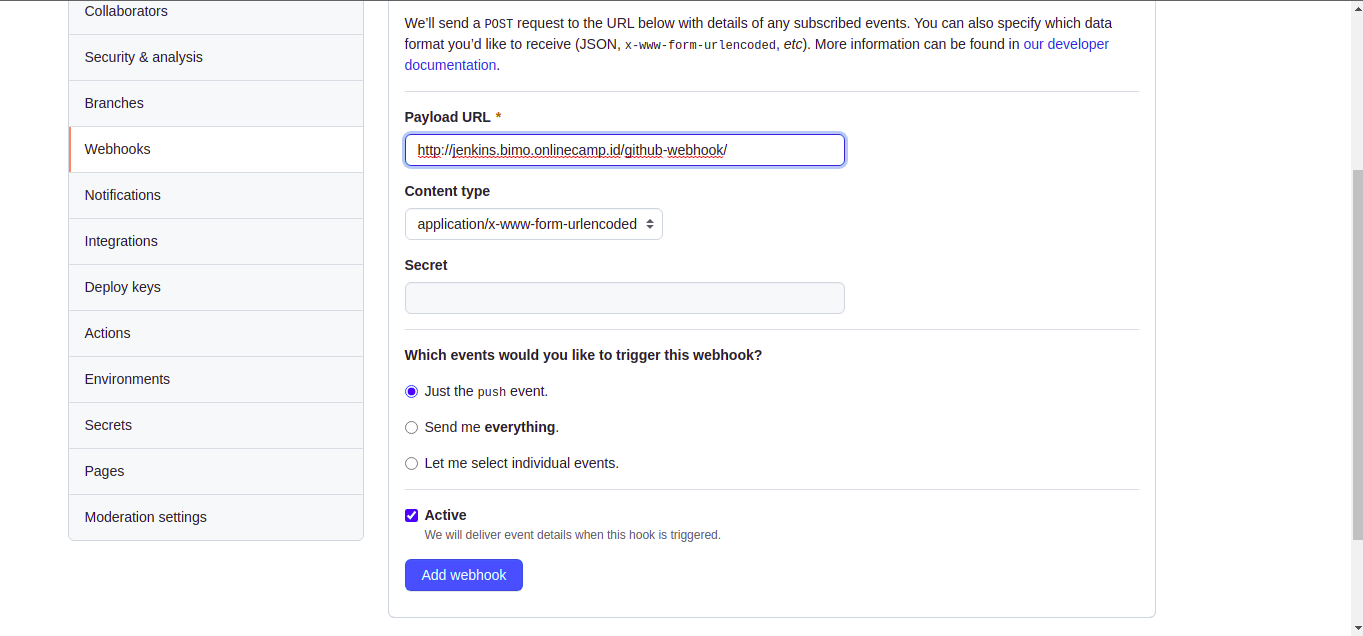 Collaborators
Security & analysis
Branches
Webhooks
Notifications
Integrations
Deploy keys
Actions
Environments
Secrets
Pages
Moderation settings
We’ll send a POST request to the URL below with details of any subscribed events. You can also specify which data
format you’d like to receive (JSON, x-www-form-urlencoded, etc). More information can be found in our developer
documentation.
Payload URL *
http://jenkins.bimo.onlinecamp.id/github-webhook/
Content type
application/x-www-form-urlencoded
Secret
Which events would you like to trigger this webhook?
Just the push event.
Send me everything.
Let me select individual events.
Active
We will deliver event details when this hook is triggered.
Add webhook